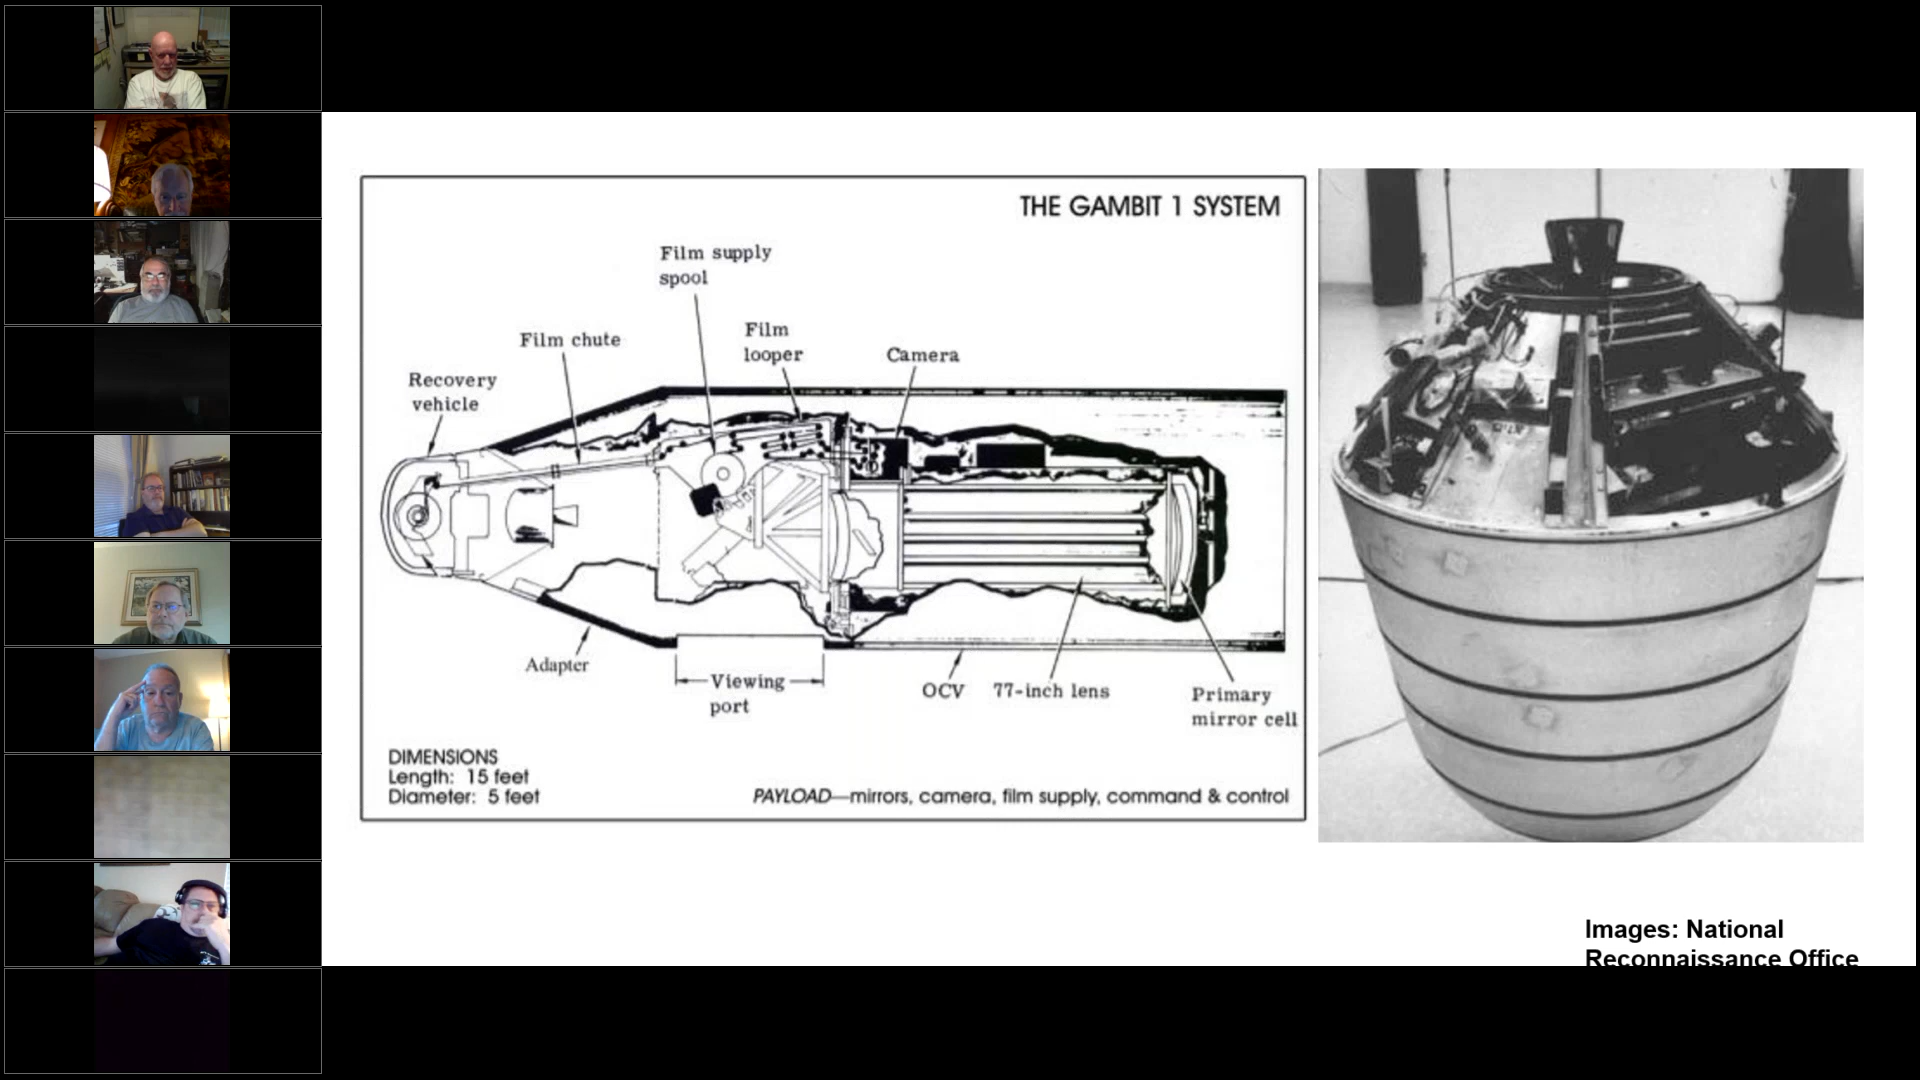 THE GAMBIT 1 SYSTEM
Film supply
spool
Film chute
Film
looper
Camera
Recovery
vehicle
Adapter
Viewing
port
OCV
77-inch lens
Primary
mirror cell
DIMENSIONS
Length: 15 feet
Diameter: 5 feet
PAYLOAD—mirrors, camera, film supply, command & control
Images: National
Reconnaissance Office